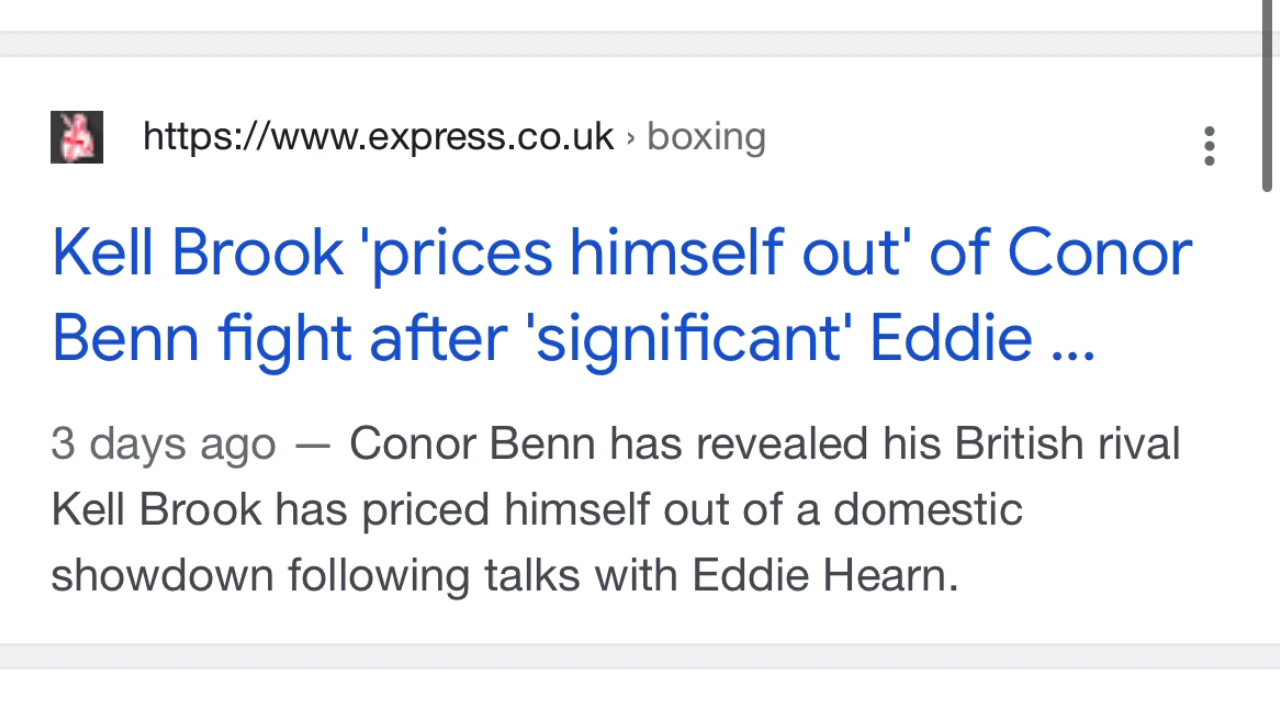 https://www.express.co.uk › boxing
Kell Brook 'prices himself out' of Conor
Benn fight after 'significant' Eddie ...
3 days ago — Conor Benn has revealed his British rival
Kell Brook has priced himself out of a domestic
showdown following talks with Eddie Hearn.